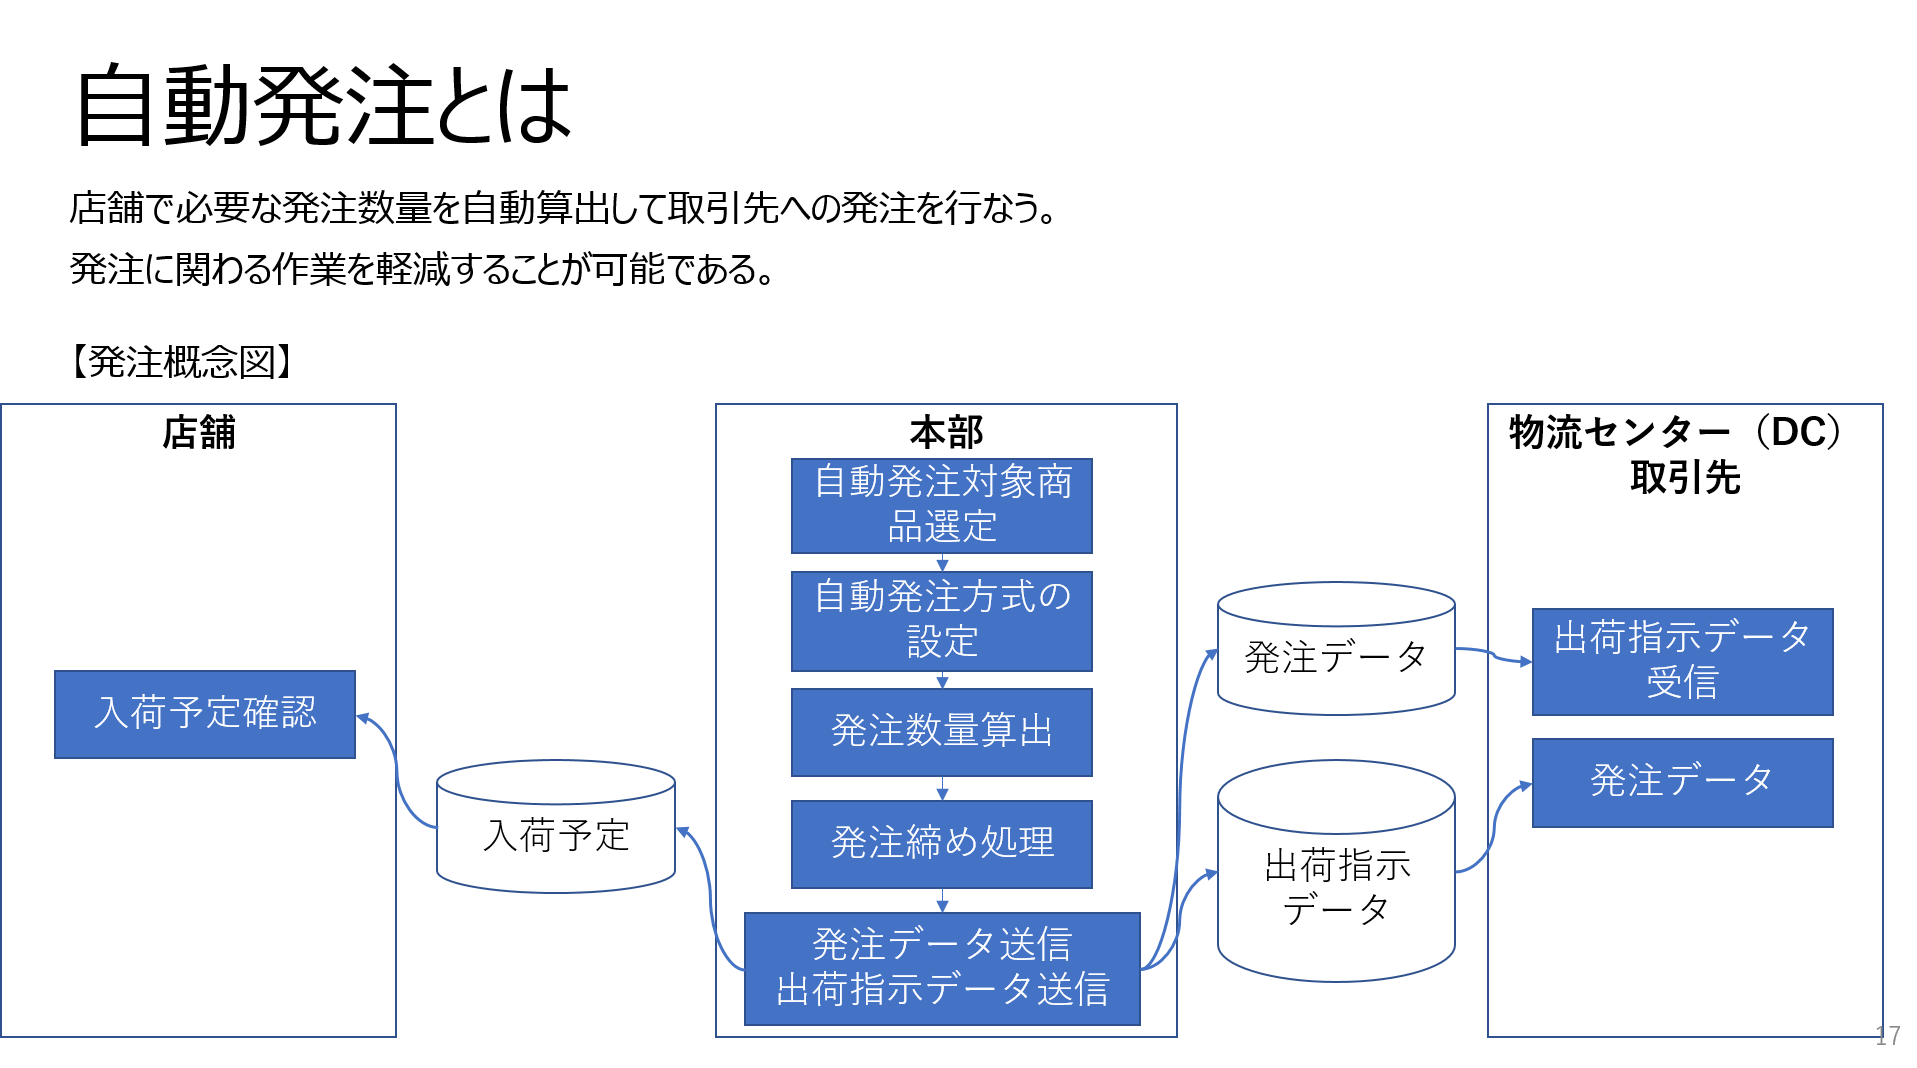 自動発注とは
店舗で必要な発注数量を自動算出して取引先への発注を行なう。
発注に関わる作業を軽減することが可能である。
【発注概念図】
店舗
入荷予定確認
入荷予定
本部
自動発注対象商
品選定
自動発注方式の
設定
発注数量算出
発注締め処理
発注データ送信
出荷指示データ送信
発注データ
出荷指示
データ
物流センター（DC）
取引先
出荷指示データ
受信
発注データ
17